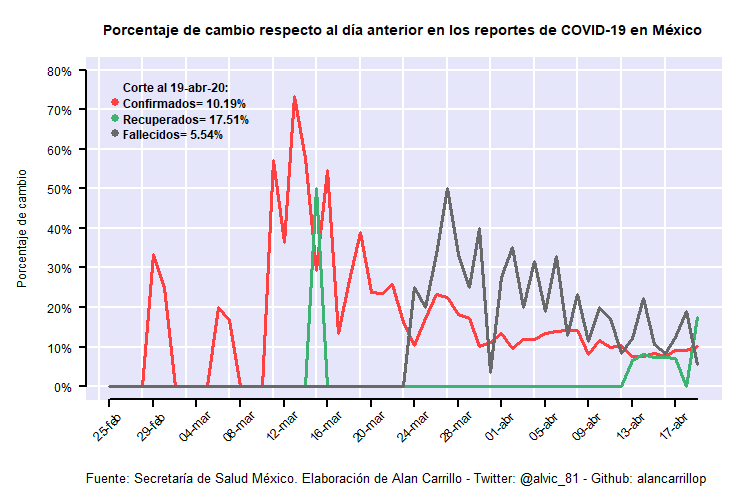 Porcentaje de cambio respecto al día anterior en los reportes de COVID-19 en México
80%
70%
60%
50%
40%
30%
20%
10%
0%
Porcentaje de cambio
Corte al 19-abr-20:
Confirmados= 10.19%
Recuperados= 17.51%
Fallecidos= 5.54%
25-feb
29-feb
04-mar
08-mar
12-mar
16-mar
20-mar
24-mar
28-mar
01-abr
05-abr
09-abr
13-abr
17-abr
Fuente: Secretaría de Salud México. Elaboración de Alan Carrillo - Twitter: @alvic_81 - Github: alancarrillop